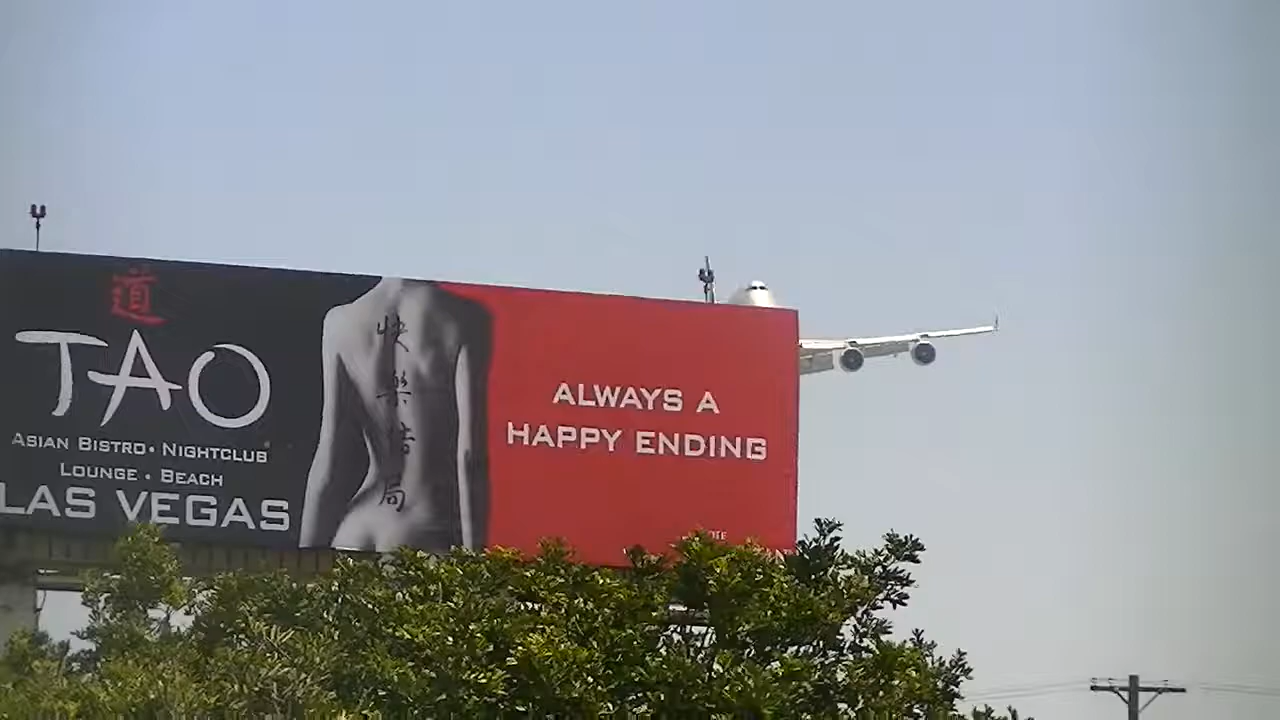 道
TAO
ASIAN BISTRO • NIGHTCLUB
LOUNGE • BEACH
LAS VEGAS
快
樂
結
局
ALWAYS A
HAPPY ENDING